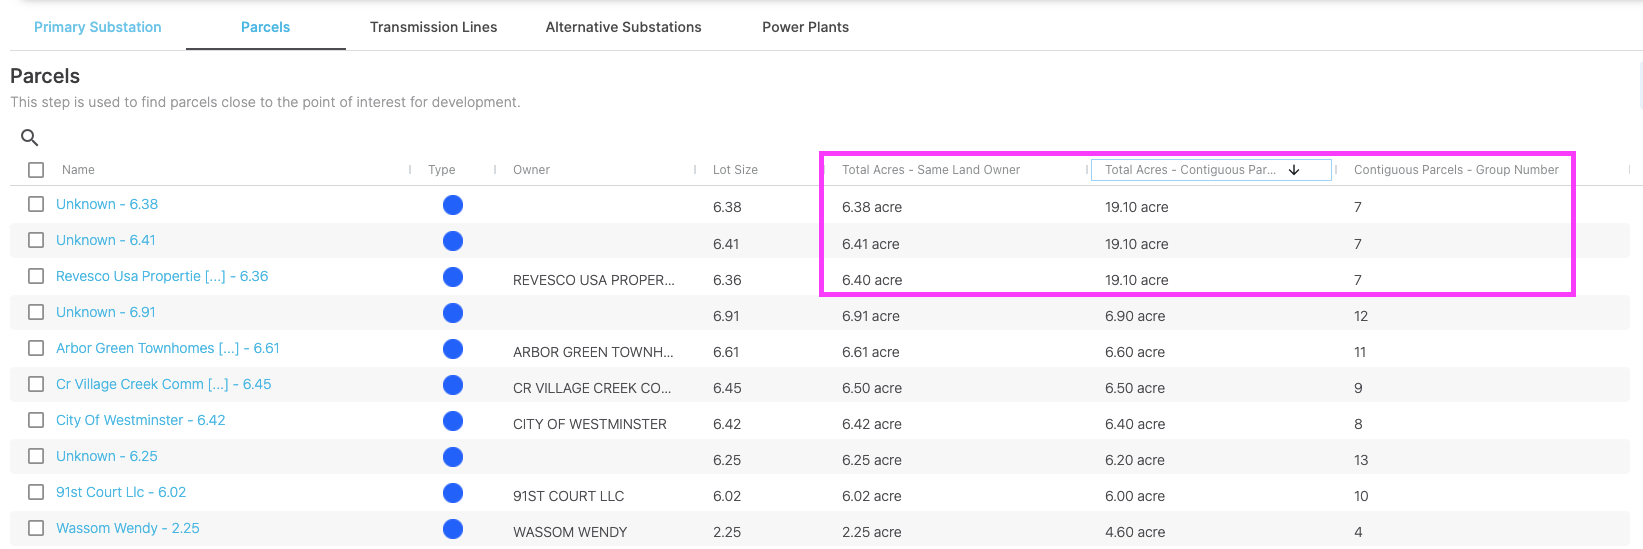 Primary Substation Parcels Transmission Lines Alternative Substations Power Plants
Parcels
This step is used to find parcels close to the point of interest for development.
Name Type Owner Lot Size Total Acres - Same Land Owner Total Acres - Contiguous Par... Contiguous Parcels - Group Number
Unknown - 6.38 6.38 6.38 acre 19.10 acre 7
Unknown - 6.41 6.41 6.41 acre 19.10 acre 7
Revesco Usa Propertie [...] - 6.36 REVESCO USA PROPER... 6.36 6.40 acre 19.10 acre 7
Unknown - 6.91 6.91 6.91 acre 6.90 acre 12
Arbor Green Townhomes [...] - 6.61 ARBOR GREEN TOWNH... 6.61 6.61 acre 6.60 acre 11
Cr Village Creek Comm [...] - 6.45 CR VILLAGE CREEK CO... 6.45 6.50 acre 6.50 acre 9
City Of Westminster - 6.42 CITY OF WESTMINSTER 6.42 6.42 acre 6.40 acre 8
Unknown - 6.25 6.25 6.25 acre 6.20 acre 13
91st Court Llc - 6.02 91ST COURT LLC 6.02 6.02 acre 6.00 acre 10
Wassom Wendy - 2.25 WASSOM WENDY 2.25 2.25 acre 4.60 acre 4